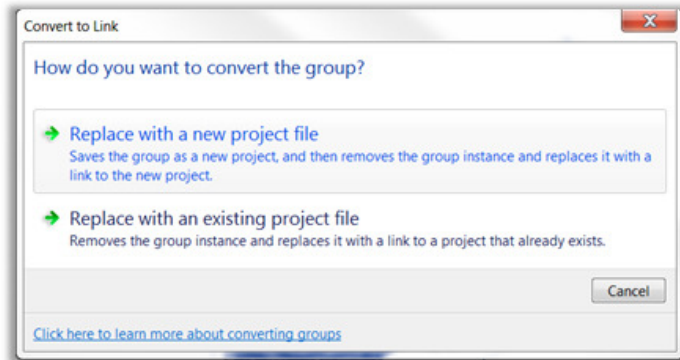 Convert to Link
How do you want to convert the group?
Replace with a new project file
Saves the group as a new project, and then removes the group instance and replaces it with a
link to the new project.
Replace with an existing project file
Removes the group instance and replaces it with a link to a project that already exists.
Cancel
Click here to learn more about converting groups